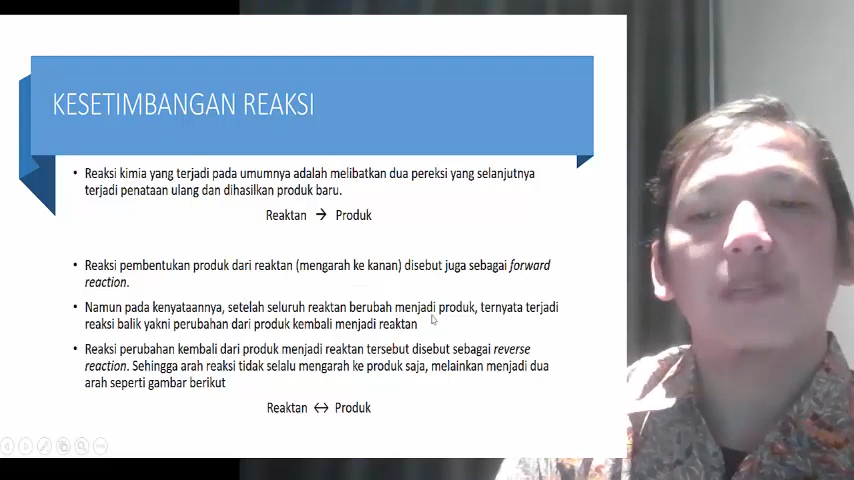 KESETIMBANGAN REAKSI
• Reaksi kimia yang terjadi pada umumnya adalah melibatkan dua pereksi yang selanjutnya
terjadi penataan ulang dan dihasilkan produk baru.
Reaktan → Produk
• Reaksi pembentukan produk dari reaktan (mengarah ke kanan) disebut juga sebagai forward
reaction.
• Namun pada kenyataannya, setelah seluruh reaktan berubah menjadi produk, ternyata terjadi
reaksi balik yakni perubahan dari produk kembali menjadi reaktan
• Reaksi perubahan kembali dari produk menjadi reaktan tersebut disebut sebagai reverse
reaction. Sehingga arah reaksi tidak selalu mengarah ke produk saja, melainkan menjadi dua
arah seperti gambar berikut
Reaktan ↔ Produk